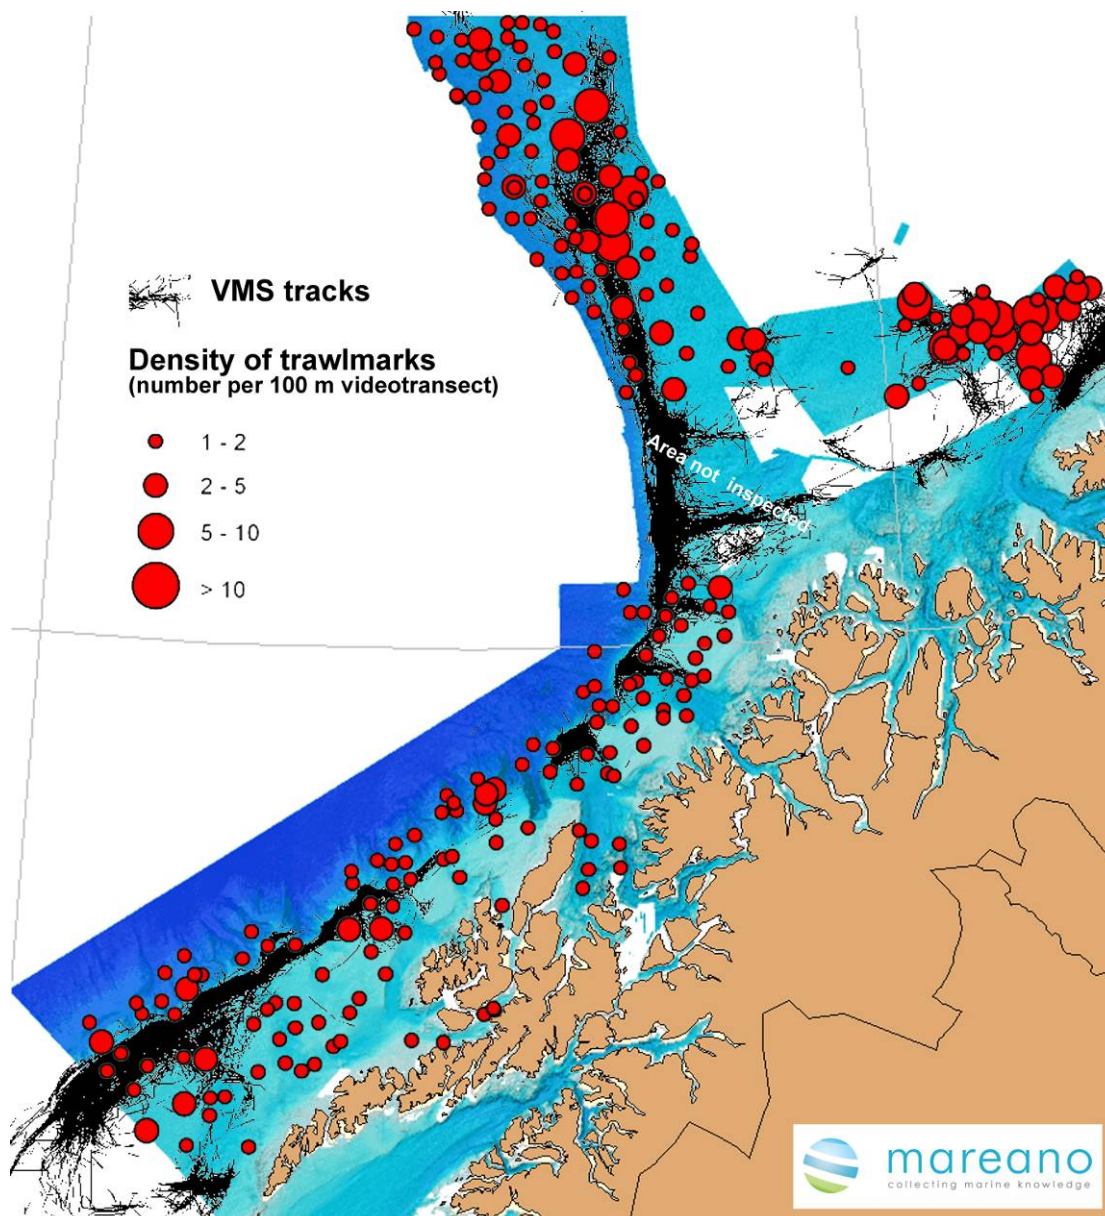 VMS tracks
Density of trawlmarks
(number per 100 m videotransect)
1 - 2
2 - 5
5 - 10
> 10
Area not inspected
mareano
collecting marine knowledge